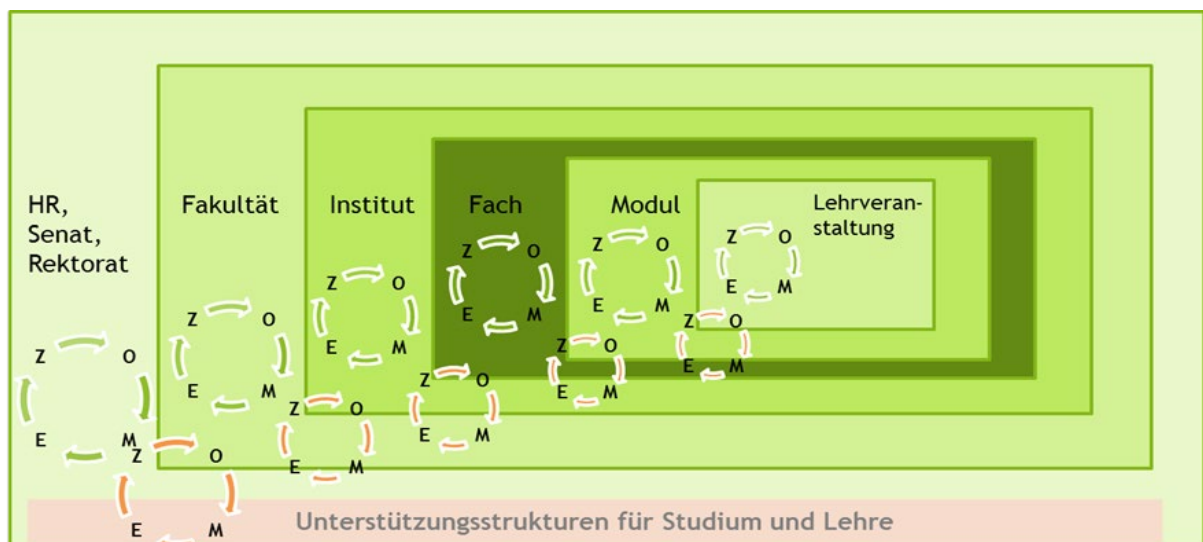 HR,
Senat,
Rektorat
Fakultät
Institut
Fach
Modul
Lehrveran-
staltung
Z O
E M
Z O
E M
Z O
E M
Z O
E M
Z O
E M
Z O
E M
Z O
E M
Z O
E M
Z O
E M
Z O
E M
Z O
E M
Unterstützungsstrukturen für Studium und Lehre